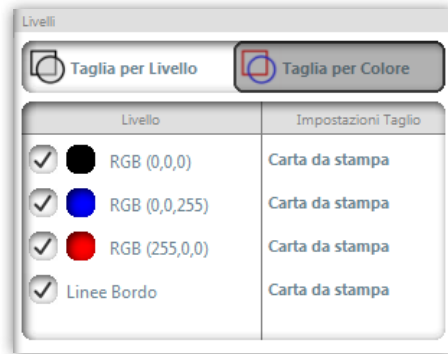 Livelli
Taglia per Livello Taglia per Colore
Livello Impostazioni Taglio
RGB (0,0,0) Carta da stampa
RGB (0,0,255) Carta da stampa
RGB (255,0,0) Carta da stampa
Linee Bordo Carta da stampa